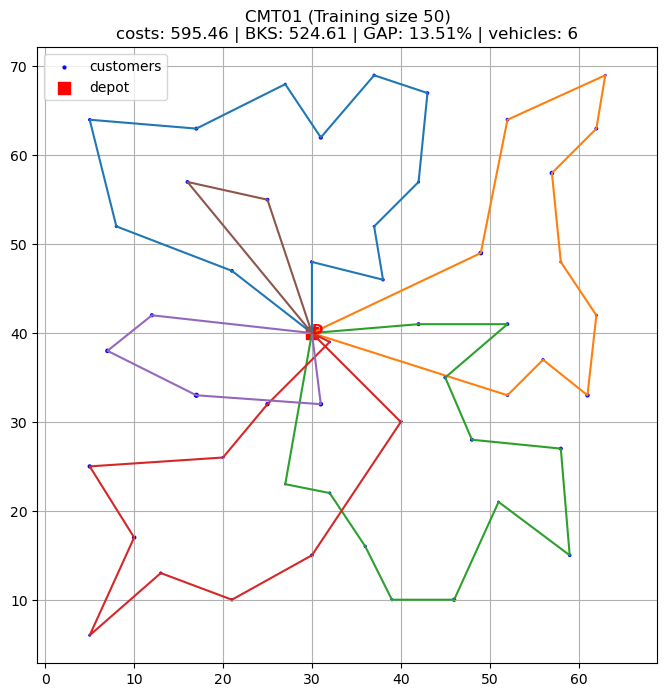 CMT01 (Training size 50)
costs: 595.46 | BKS: 524.61 | GAP: 13.51% | vehicles: 6
customers
depot
70
60
50
40
30
20
10
D
0 10 20 30 40 50 60